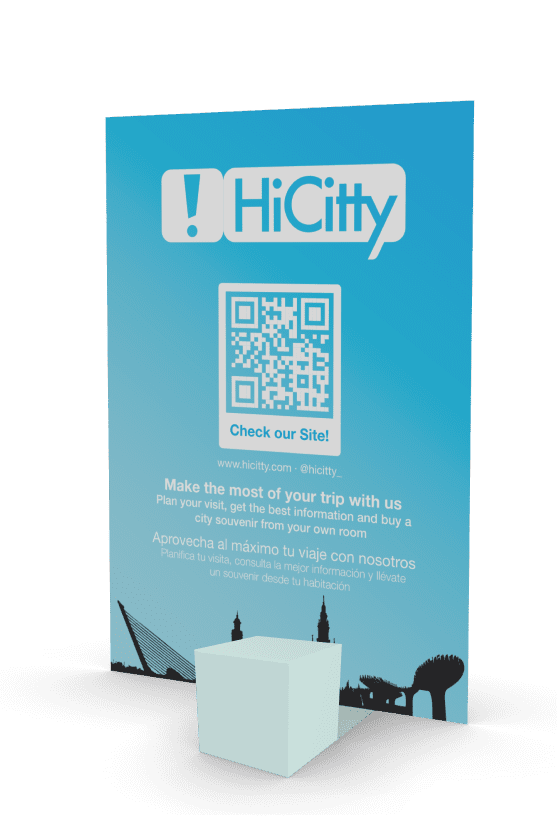 ! HiCitty
Check our Site!
www.hicitty.com · @hicitty_
Make the most of your trip with us
Plan your visit, get the best information and buy a
city souvenir from your own room
Aprovecha al máximo tu viaje con nosotros
Planifica tu visita, consulta la mejor información y llévate
un souvenir desde tu habitación